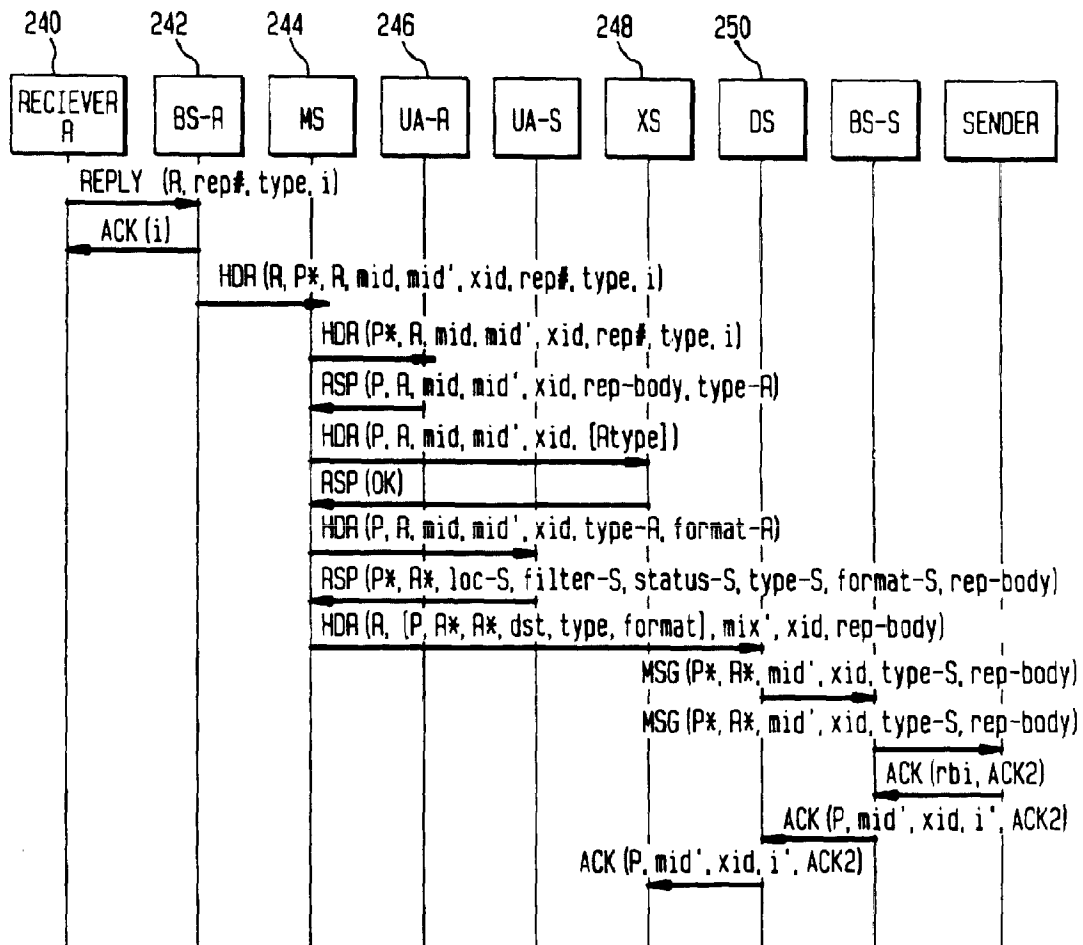 240 242 244 246 248 250
RECIEVER A
BS-A
MS
UA-A
UA-S
XS
DS
BS-S
SENDER
REPLY (A, rep#, type, i)
ACK (i)
HDR (A, P*, A, mid, mid', xid, rep#, type, i)
HDR (P*, A, mid, mid', xid, rep#, type, i)
RSP (P, A, mid, mid', xid, rep-body, type-A)
HDR (P, A, mid, mid', xid, [Atype])
RSP (OK)
HDR (P, A, mid, mid', xid, type-A, format-A)
RSP (P*, A*, loc-S, filter-S, status-S, type-S, format-S, rep-body)
HDR (A, [P, A*, A*, dst, type, format], mix', xid, rep-body)
MSG (P*, A*, mid', xid, type-S, rep-body)
MSG (P*, A*, mid', xid, type-S, rep-body)
ACK (rbi, ACK2)
ACK (P, mid', xid, i', ACK2)
ACK (P, mid', xid, i', ACK2)